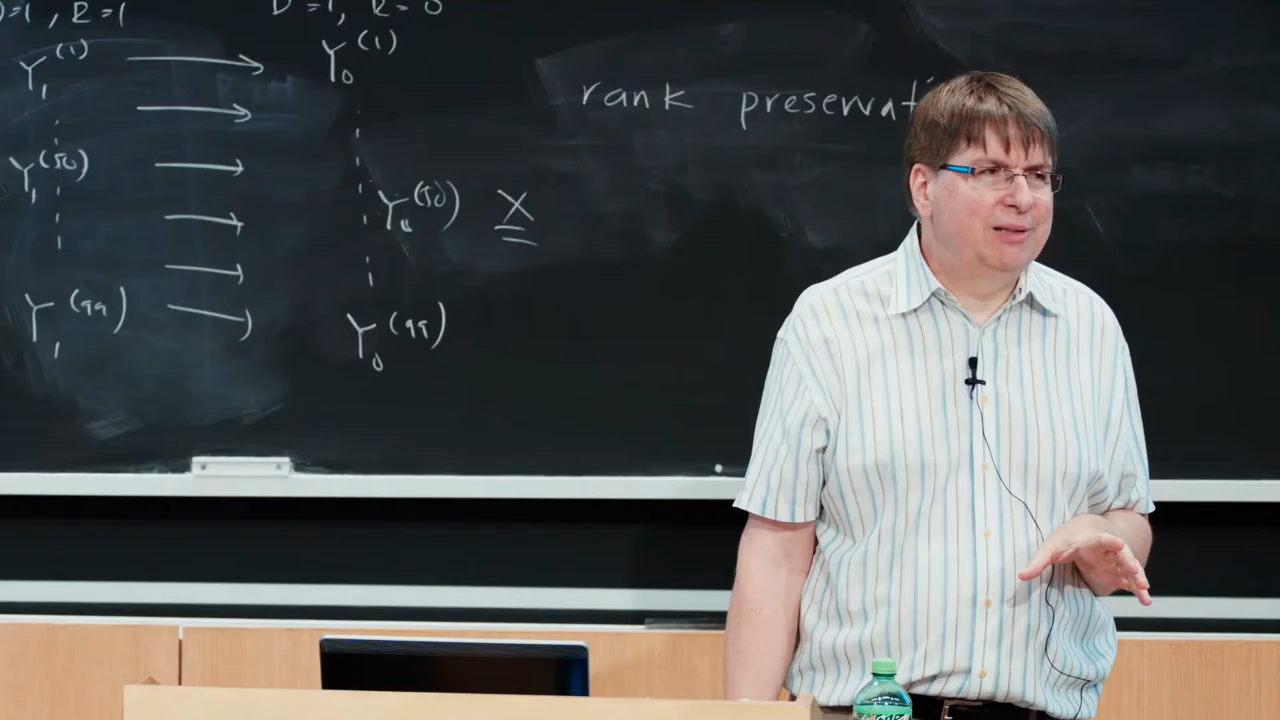 D=1, R=1 D=1, R=0
Y₁⁽¹⁾ → Y₀⁽¹⁾
→
rank preservat
Y₁⁽⁵⁰⁾ → Y₀⁽⁵⁰⁾ X
→
→
Y₁⁽⁹⁹⁾ → Y₀⁽⁹⁹⁾